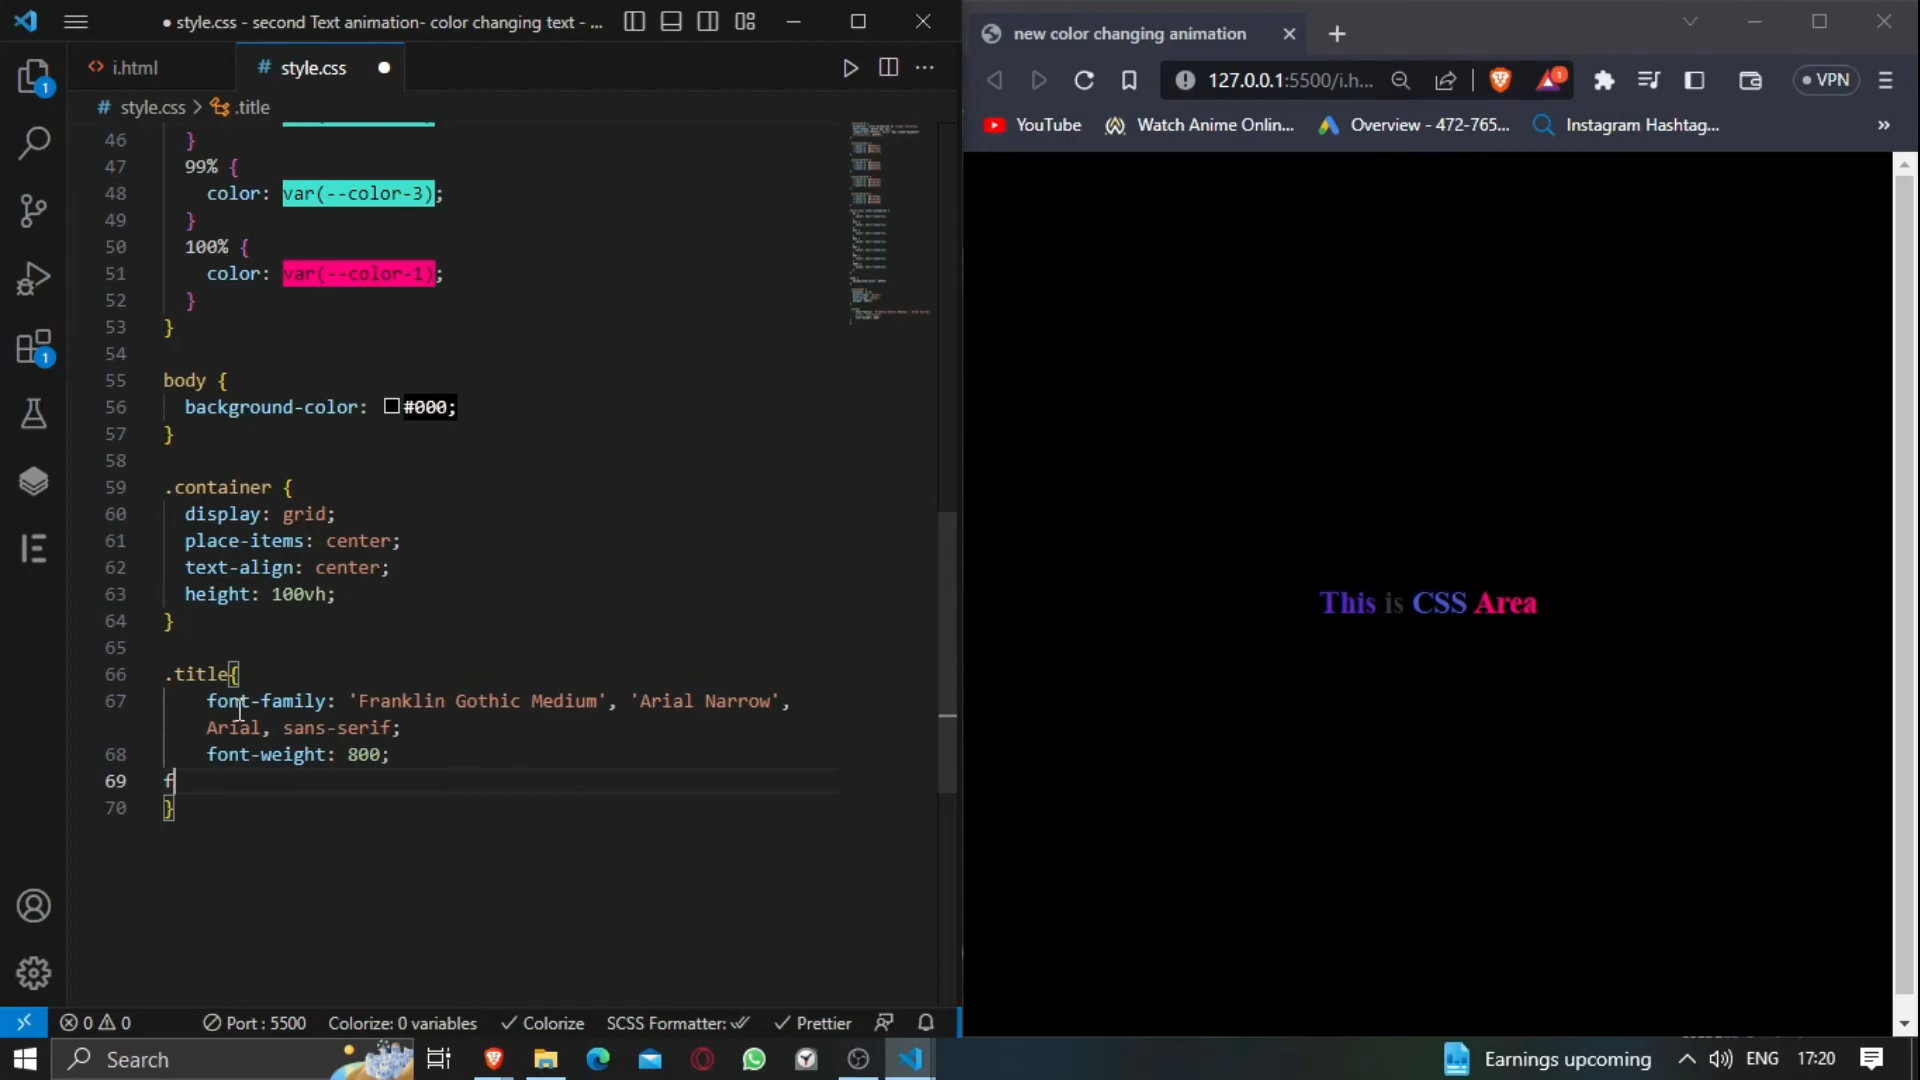 style.css - second Text animation- color changing text - ...
i.html
style.css
style.css > .title
46 }
47 99% {
48 color: var(--color-3);
49 }
50 100% {
51 color: var(--color-1);
52 }
53 }
54
55 body {
56 background-color: #000;
57 }
58
59 .container {
60 display: grid;
61 place-items: center;
62 text-align: center;
63 height: 100vh;
64 }
65
66 .title{
67 font-family: 'Franklin Gothic Medium', 'Arial Narrow',
Arial, sans-serif;
68 font-weight: 800;
69 f
70 }
1
1
0 0 Port : 5500 Colorize: 0 variables Colorize SCSS Formatter: Prettier
new color changing animation
127.0.0.1:5500/i.h... 1 VPN
YouTube Watch Anime Onlin... Overview - 472-765... Instagram Hashtag... »
This is CSS Area
Search
Earnings upcoming ENG 17:20